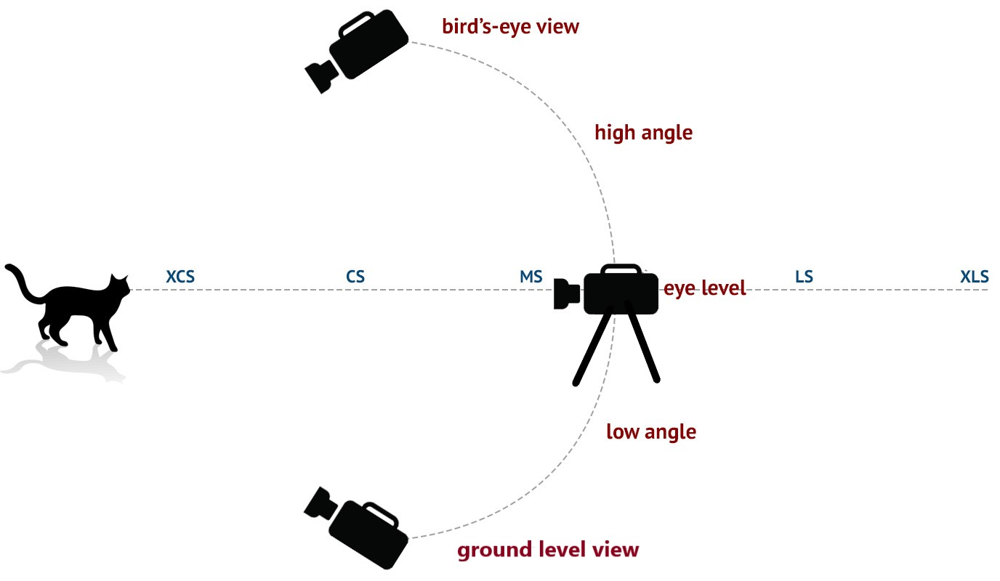 bird’s-eye view
high angle
XCS CS MS eye level LS XLS
low angle
ground level view